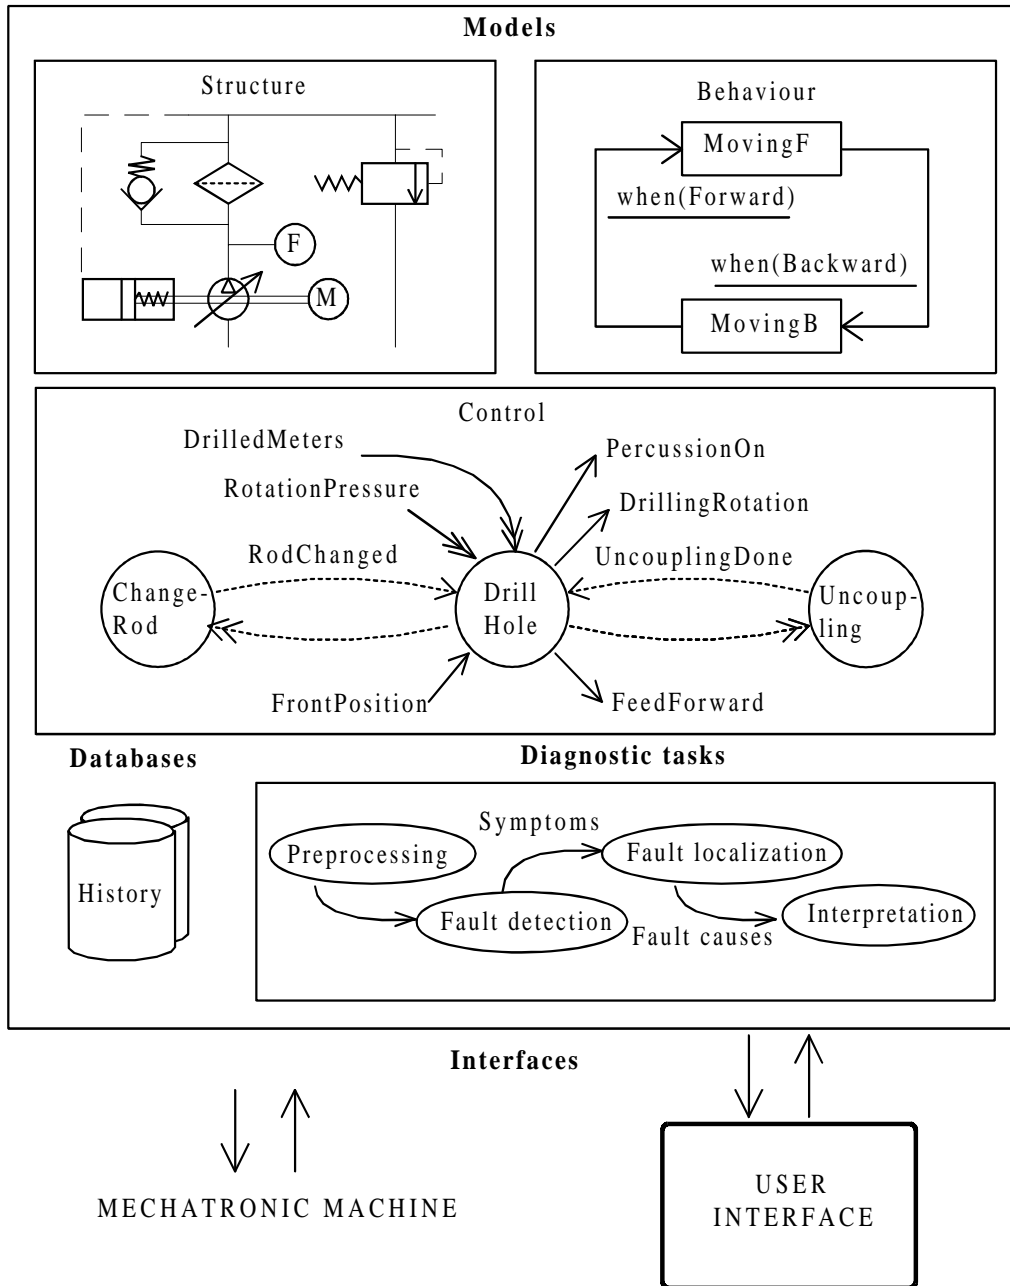 Models
Structure
F
M
Behaviour
MovingF
when(Forward)
when(Backward)
MovingB
Control
DrilledMeters
RotationPressure
PercussionOn
DrillingRotation
RodChanged
UncouplingDone
Change-
Rod
Drill
Hole
Uncoup-
ling
FrontPosition
FeedForward
Databases
History
Diagnostic tasks
Symptoms
Preprocessing
Fault localization
Fault detection
Fault causes
Interpretation
Interfaces
MECHATRONIC MACHINE
USER
INTERFACE